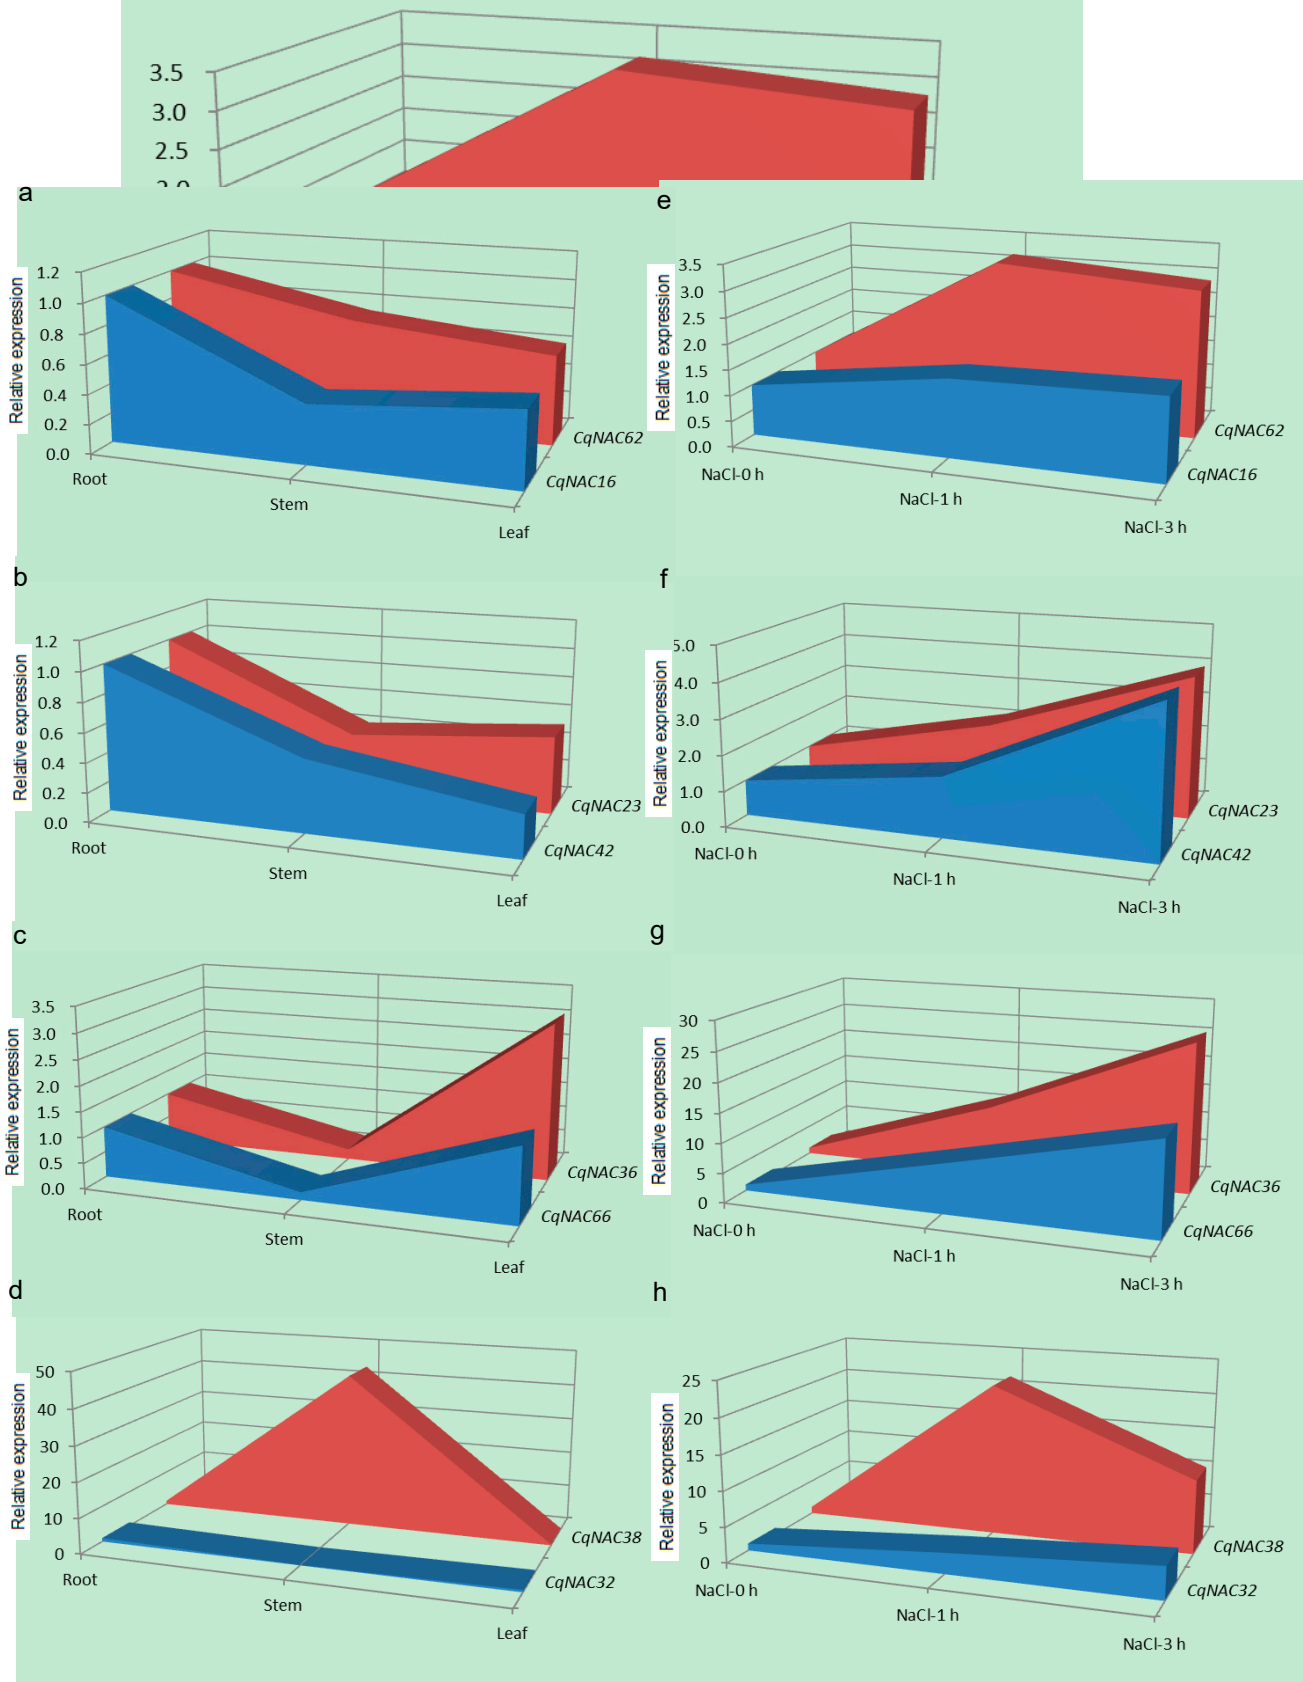 3.5
3.0
2.5
2.0
a
Relative expression
1.2
1.0
0.8
0.6
0.4
0.2
0.0
Root
Stem
Leaf
CqNAC62
CqNAC16
e
Relative expression
3.5
3.0
2.5
2.0
1.5
1.0
0.5
0.0
NaCl-0 h
NaCl-1 h
NaCl-3 h
CqNAC62
CqNAC16
b
Relative expression
1.2
1.0
0.8
0.6
0.4
0.2
0.0
Root
Stem
Leaf
CqNAC23
CqNAC42
f
Relative expression
5.0
4.0
3.0
2.0
1.0
0.0
NaCl-0 h
NaCl-1 h
NaCl-3 h
CqNAC23
CqNAC42
c
Relative expression
3.5
3.0
2.5
2.0
1.5
1.0
0.5
0.0
Root
Stem
Leaf
CqNAC36
CqNAC66
g
Relative expression
30
25
20
15
10
5
0
NaCl-0 h
NaCl-1 h
NaCl-3 h
CqNAC36
CqNAC66
d
Relative expression
50
40
30
20
10
0
Root
Stem
Leaf
CqNAC38
CqNAC32
h
Relative expression
25
20
15
10
5
0
NaCl-0 h
NaCl-1 h
NaCl-3 h
CqNAC38
CqNAC32